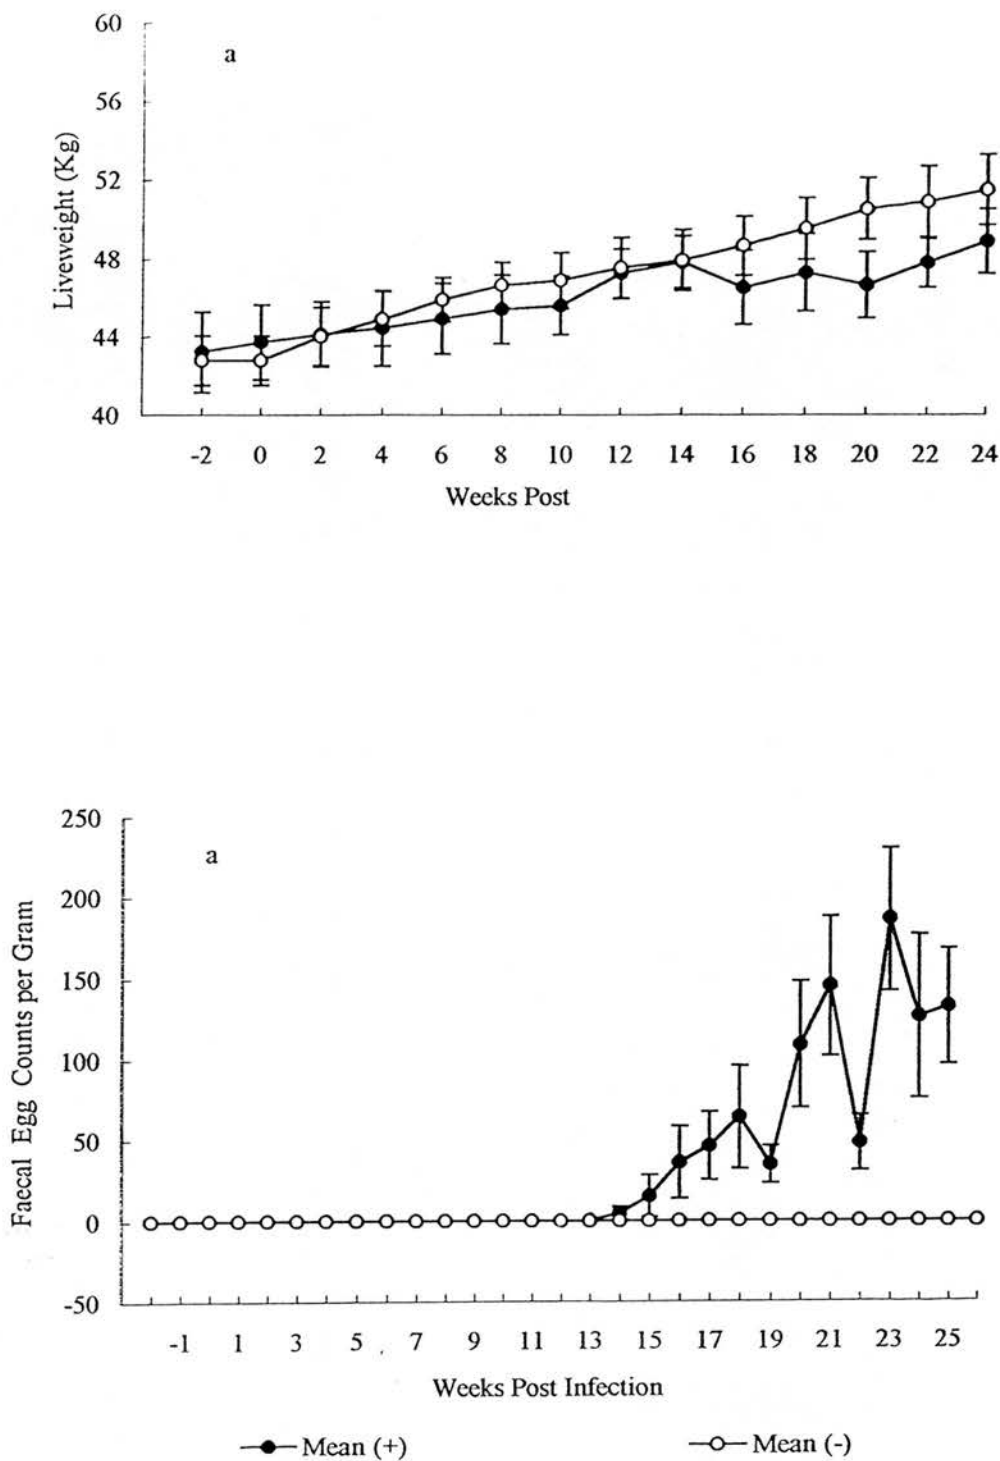 60
a
56
52
48
44
40
Liveweight (Kg)
-2 0 2 4 6 8 10 12 14 16 18 20 22 24
Weeks Post
250
a
200
150
100
50
0
-50
Faecal Egg Counts per Gram
-1 1 3 5 7 9 11 13 15 17 19 21 23 25
Weeks Post Infection
Mean (+) Mean (-)